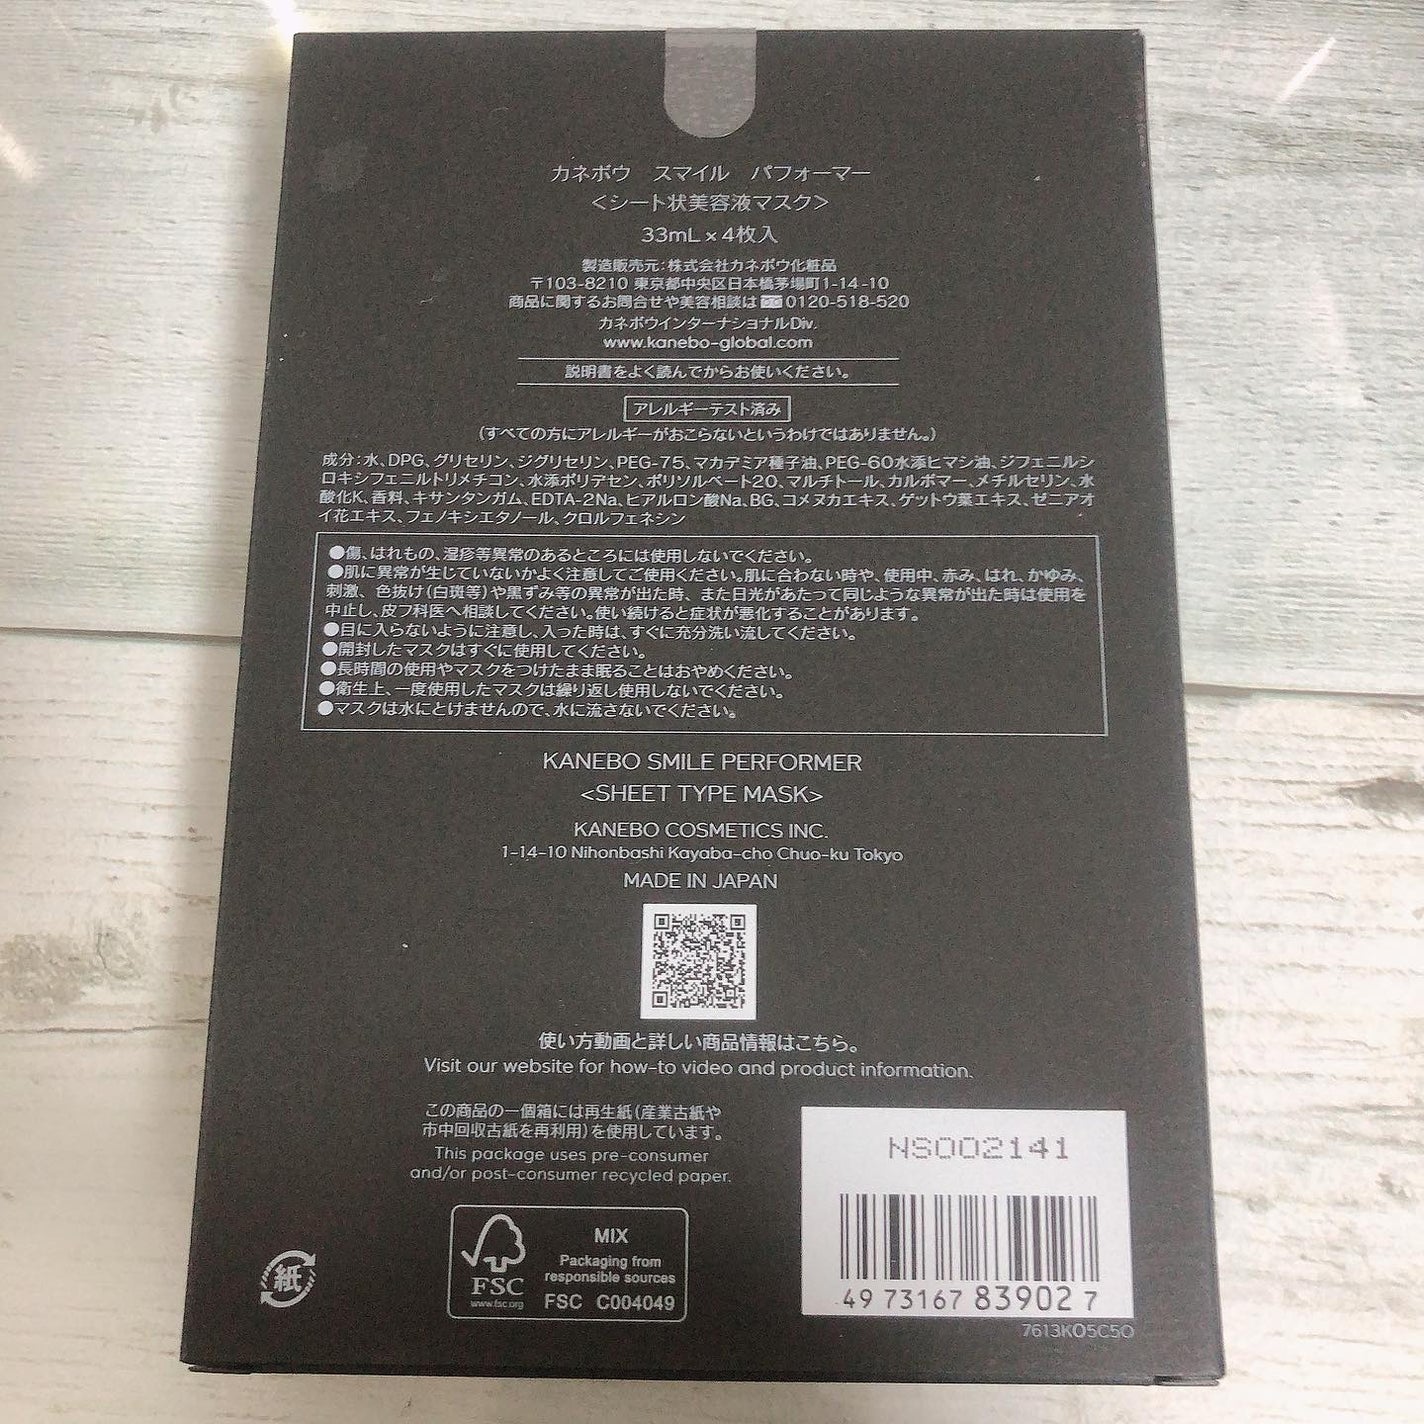 カネボウ　スマイル　パフォーマー
＜シート状美容液マスク＞
33mL×4枚入
製造販売元：株式会社カネボウ化粧品
〒103-8210 東京都中央区日本橋茅場町1-14-10
商品に関するお問合せや美容相談は 0120-518-520
カネボウインターナショナルDiv.
www.kanebo-global.com
説明書をよく読んでからお使いください。
アレルギーテスト済み
（すべての方にアレルギーがおこらないというわけではありません。）
成分：水、DPG、グリセリン、ジグリセリン、PEG-75、マカデミア種子油、PEG-60水添ヒマシ油、ジフェニルシ
ロキシフェニルトリメチコン、水添ポリデセン、ポリソルベート20、マルチトール、カルボマー、メチルセリン、水
酸化K、香料、キサンタンガム、EDTA-2Na、ヒアルロン酸Na、BG、コメヌカエキス、ゲットウ葉エキス、ゼニアオ
イ花エキス、フェノキシエタノール、クロルフェネシン
●傷、はれもの、湿疹等異常のあるところには使用しないでください。
●肌に異常が生じていないかよく注意してご使用ください。肌に合わない時や、使用中、赤み、はれ、かゆみ、
刺激、色抜け（白斑等）や黒ずみ等の異常が出た時、また日光があたって同じような異常が出た時は使用を
中止し、皮フ科医へ相談してください。使い続けると症状が悪化することがあります。
●目に入らないように注意し、入った時は、すぐに充分洗い流してください。
●開封したマスクはすぐに使用してください。
●長時間の使用やマスクをつけたまま眠ることはおやめください。
●衛生上、一度使用したマスクは繰り返し使用しないでください。
●マスクは水にとけませんので、水に流さないでください。
KANEBO SMILE PERFORMER
<SHEET TYPE MASK>
KANEBO COSMETICS INC.
1-14-10 Nihonbashi Kayaba-cho Chuo-ku Tokyo
MADE IN JAPAN
使い方動画と詳しい商品情報はこちら。
Visit our website for how-to video and product information.
この商品の一個箱には再生紙（産業古紙や
市中回収古紙を再利用）を使用しています。
This package uses pre-consumer
and/or post-consumer recycled paper.
紙
FSC
www.fsc.org
MIX
Packaging from
responsible sources
FSC C004049
NS002141
49 73167 83902 7
7613K05C50